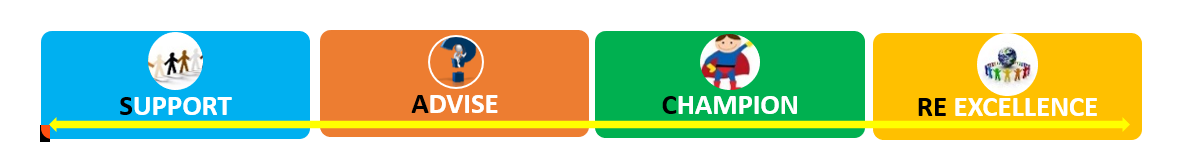 SUPPORT
ADVISE
CHAMPION
RE EXCELLENCE